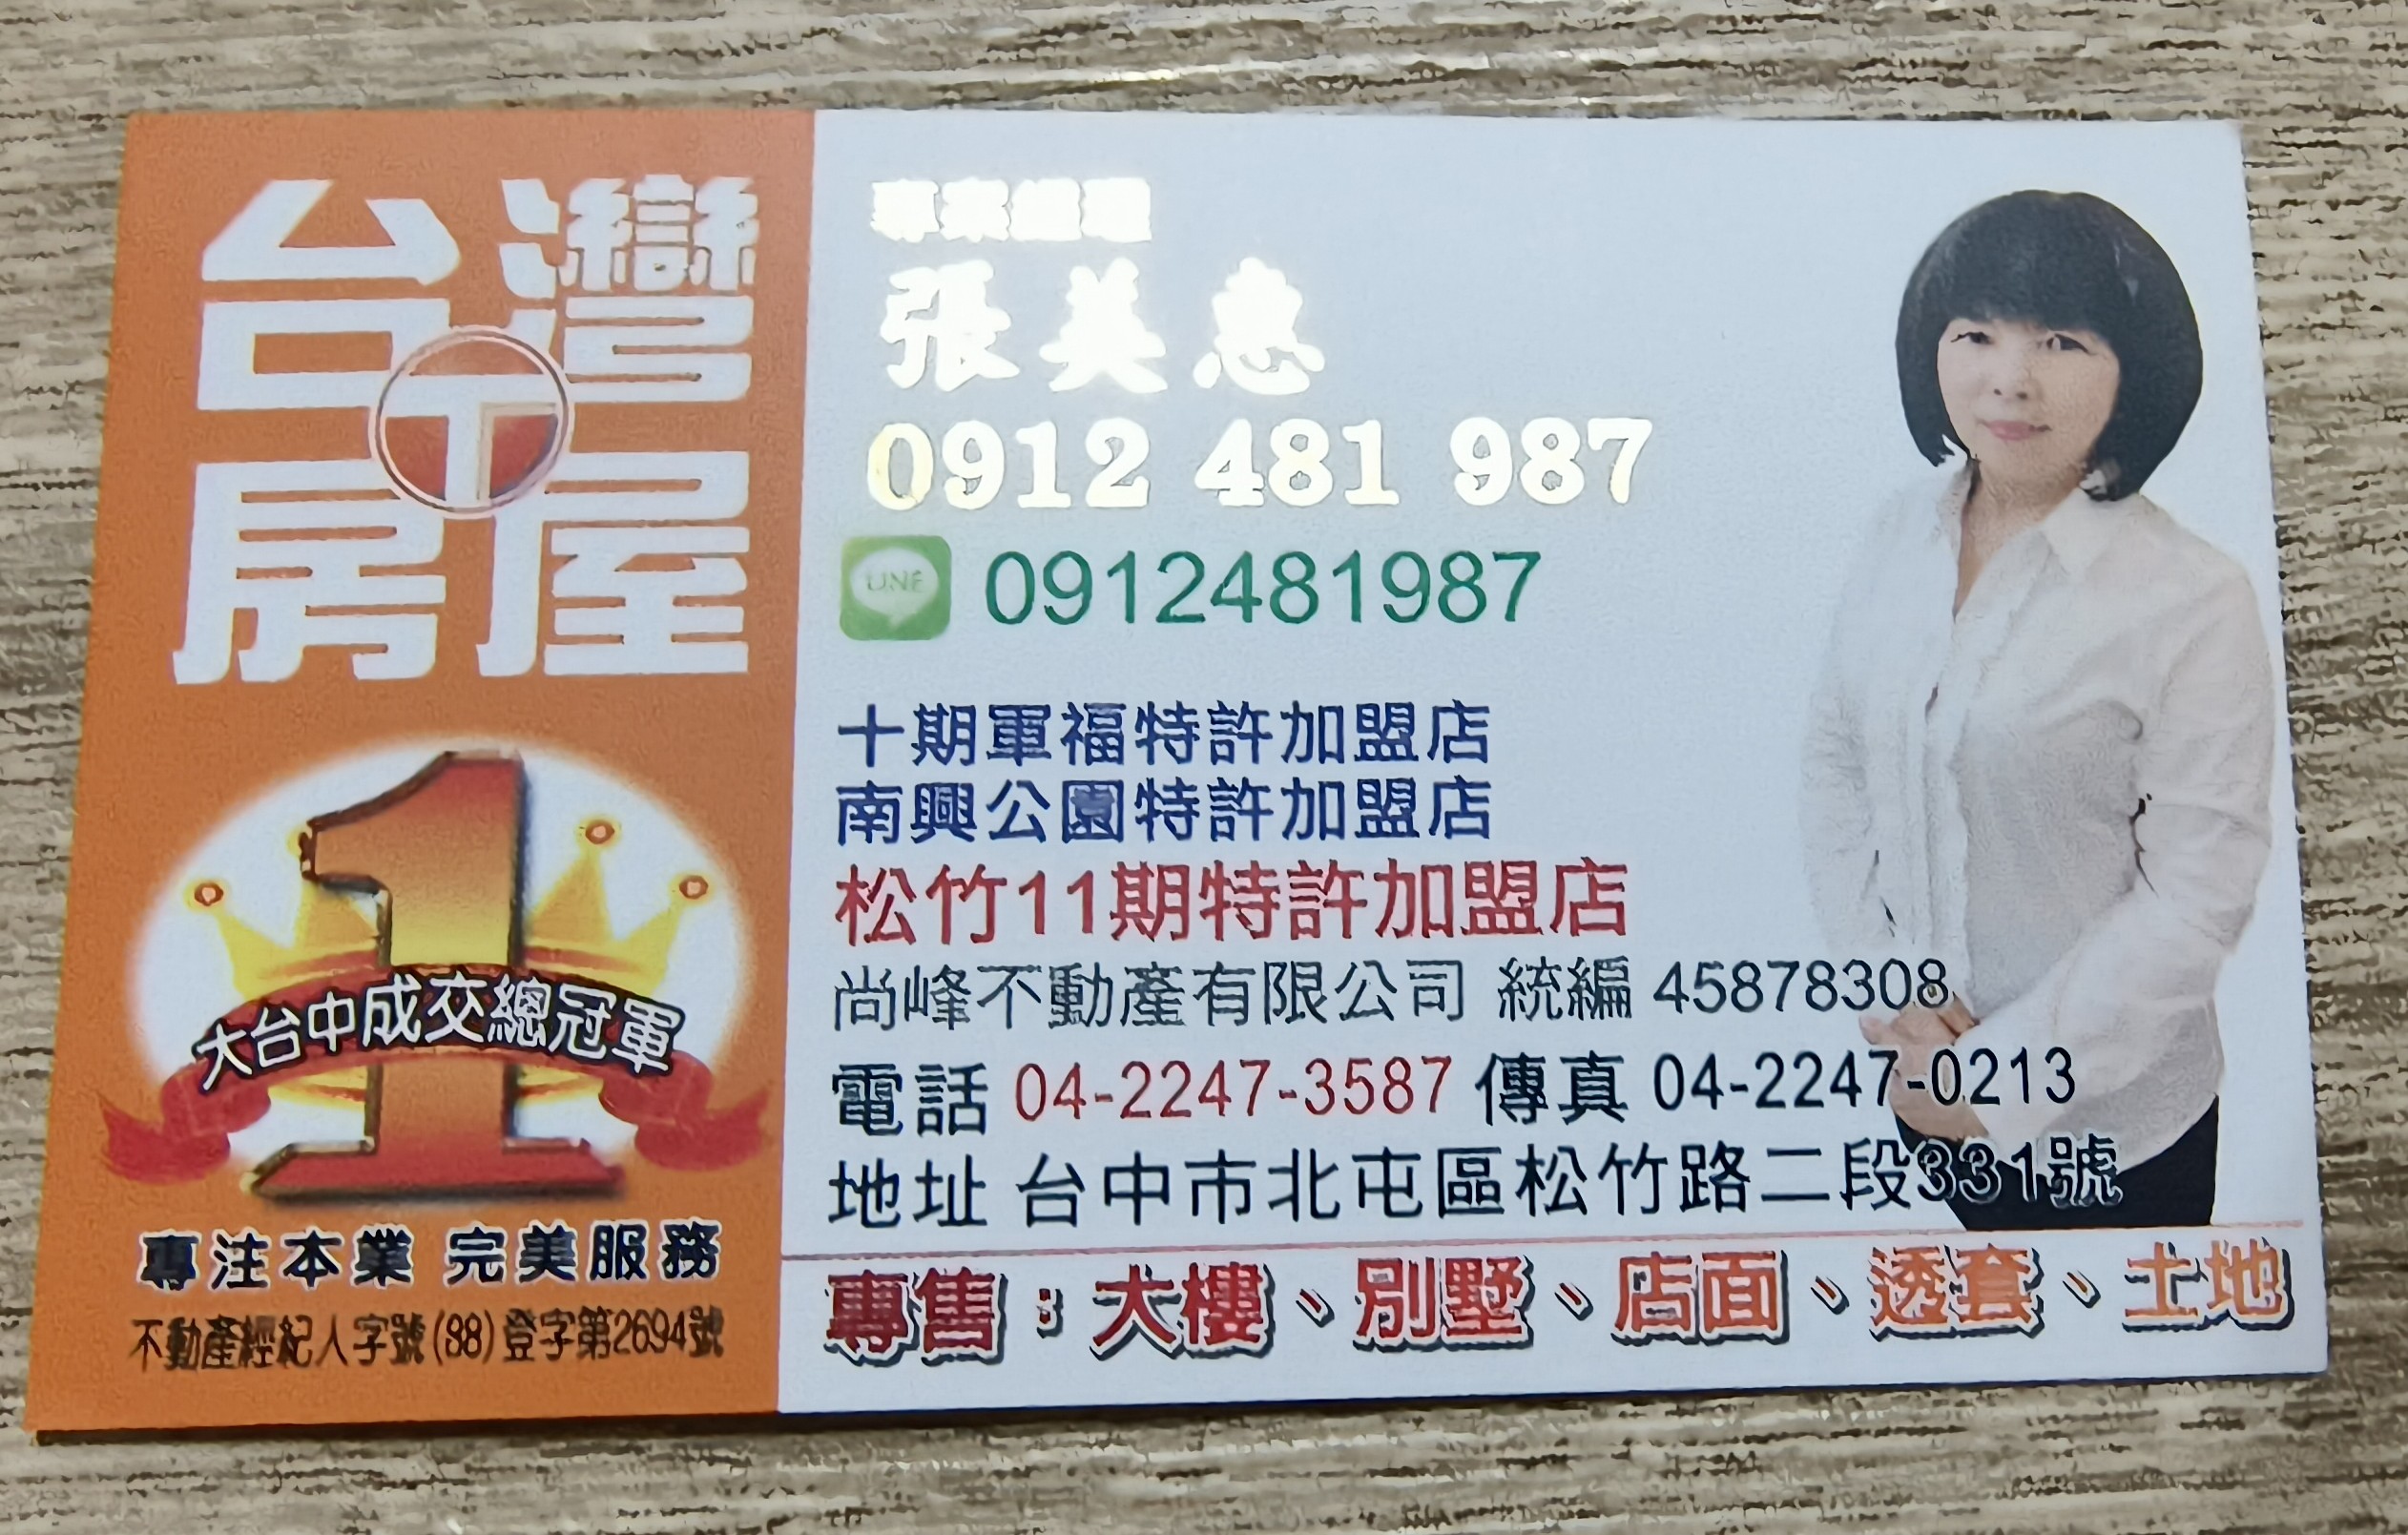 台灣
房屋
大台中成交總冠軍
專注本業 完美服務
不動產經紀人字號(88)登字第2694號
張美惠
0912 481 987
LINE 0912481987
十期軍福特許加盟店
南興公園特許加盟店
松竹11期特許加盟店
尚峰不動產有限公司 統編 45878308
電話 04-2247-3587 傳真 04-2247-0213
地址 台中市北屯區松竹路二段331號
專售：大樓、別墅、店面、透套、土地